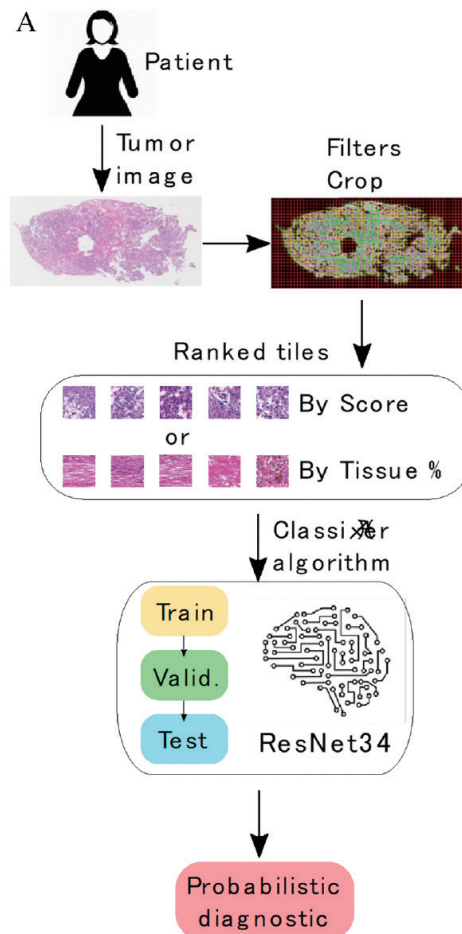 A
Patient
Tumor
image
Filters
Crop
Ranked tiles
By Score
or
By Tissue %
algorithm
Train
Valid.
Test
ResNet34
Probabilistic
diagnostic